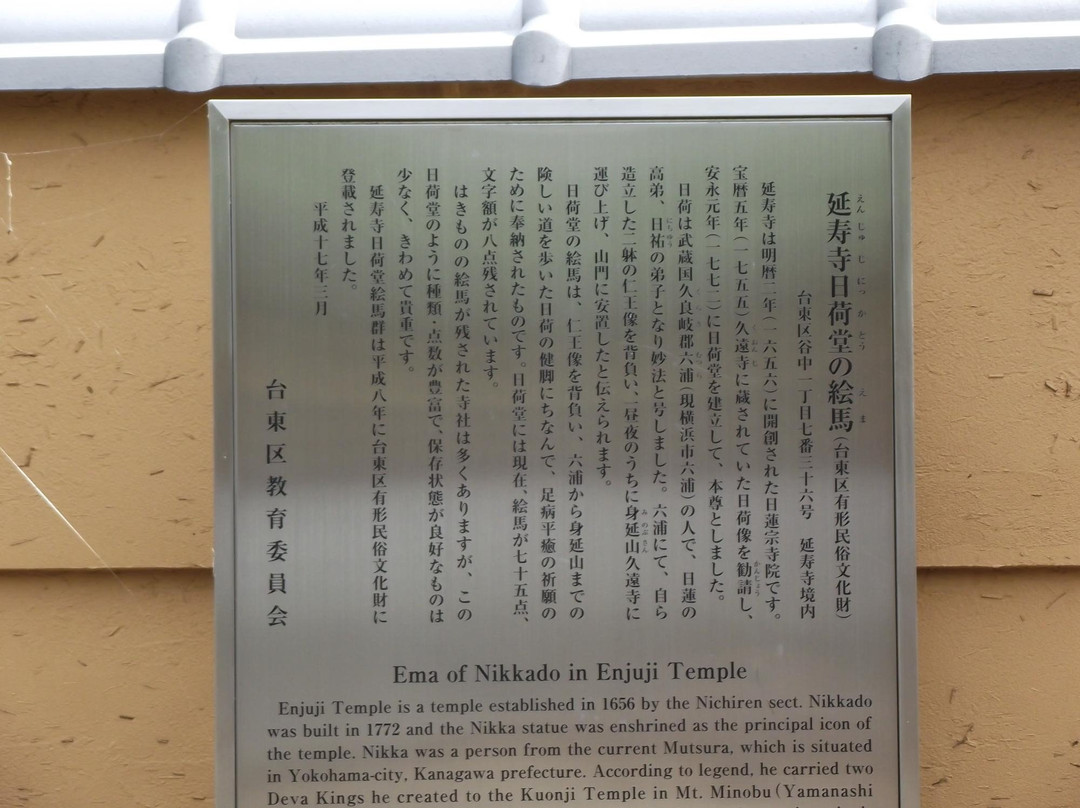 延寿寺日荷堂の絵馬(台東区有形民俗文化財)
台東区谷中一丁目七番三十六号　延寿寺境内
延寿寺は明暦二年(一六五六)に開創された日蓮宗寺院です。
宝暦五年(一七五五)久遠寺に蔵されていた日荷像を勧請し、
安永元年(一七七二)に日荷堂を建立して、本尊としました。
日荷は武蔵国久良岐郡六浦(現横浜市六浦)の人で、日蓮の
高弟、日祐の弟子となり妙法と号しました。六浦にて、自ら
造立した二躰の仁王像を背負い、一昼夜のうちに身延山久遠寺に
運び上げ、山門に安置したと伝えられます。
日荷堂の絵馬は、仁王像を背負い、六浦から身延山までの
険しい道を歩いた日荷の健脚にちなんで、足病平癒の祈願の
ために奉納されたものです。日荷堂には現在、絵馬が七十五点、
文字額が八点残されています。
はきものの絵馬が残された寺社は多くありますが、この
日荷堂のように種類・点数が豊富で、保存状態が良好なものは
少なく、きわめて貴重です。
延寿寺日荷堂絵馬群は平成八年に台東区有形民俗文化財に
登載されました。
平成十七年三月
台東区教育委員会
Ema of Nikkado in Enjuji Temple
Enjuji Temple is a temple established in 1656 by the Nichiren sect. Nikkado
was built in 1772 and the Nikka statue was enshrined as the principal icon of
the temple. Nikka was a person from the current Mutsura, which is situated
in Yokohama-city, Kanagawa prefecture. According to legend, he carried two
Deva Kings he created to the Kuonji Temple in Mt. Minobu (Yamanashi